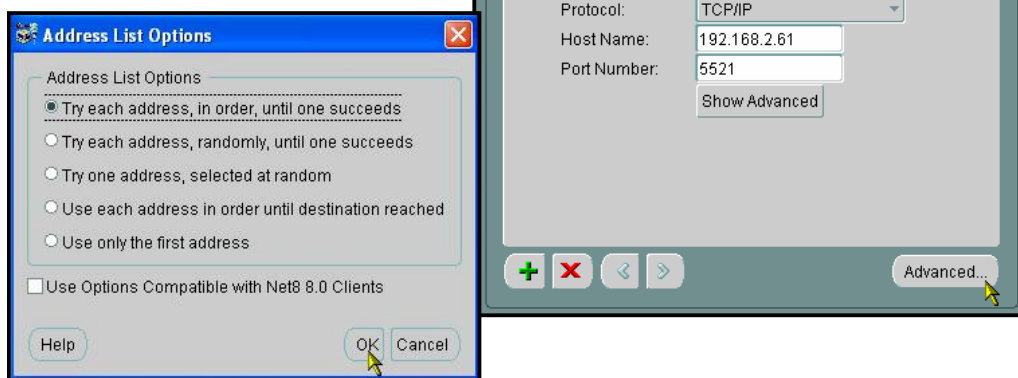 Address List Options
Address List Options
Try each address, in order, until one succeeds
Try each address, randomly, until one succeeds
Try one address, selected at random
Use each address in order until destination reached
Use only the first address
Use Options Compatible with Net8 8.0 Clients
Help
OK
Cancel
Protocol:
TCP/IP
Host Name:
192.168.2.61
Port Number:
5521
Show Advanced
Advanced...